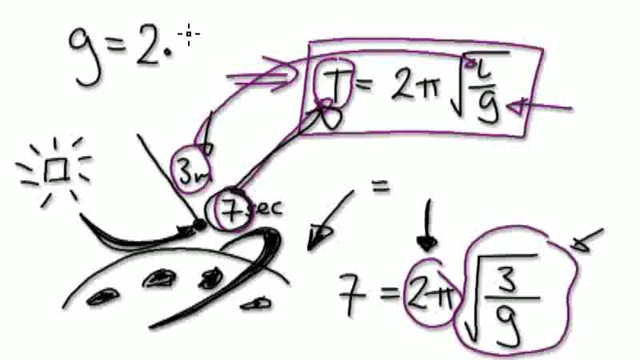 g = 2.
T = 2π √L/g
3m
7 sec
=
7 = 2π √3/g